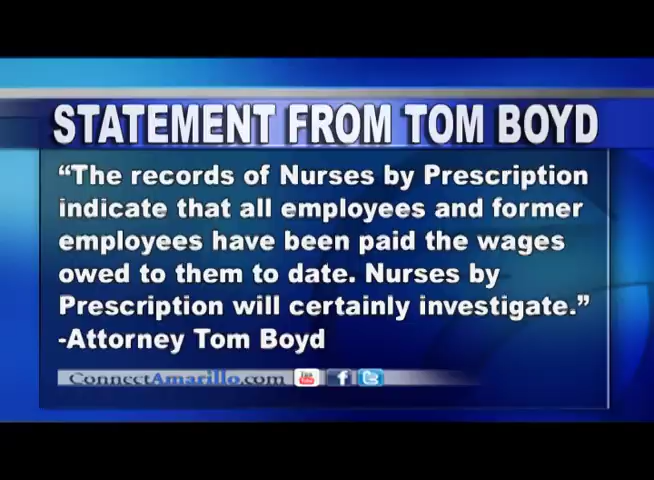 STATEMENT FROM TOM BOYD
“The records of Nurses by Prescription
indicate that all employees and former
employees have been paid the wages
owed to them to date. Nurses by
Prescription will certainly investigate.”
-Attorney Tom Boyd
ConnectAmarillo.com